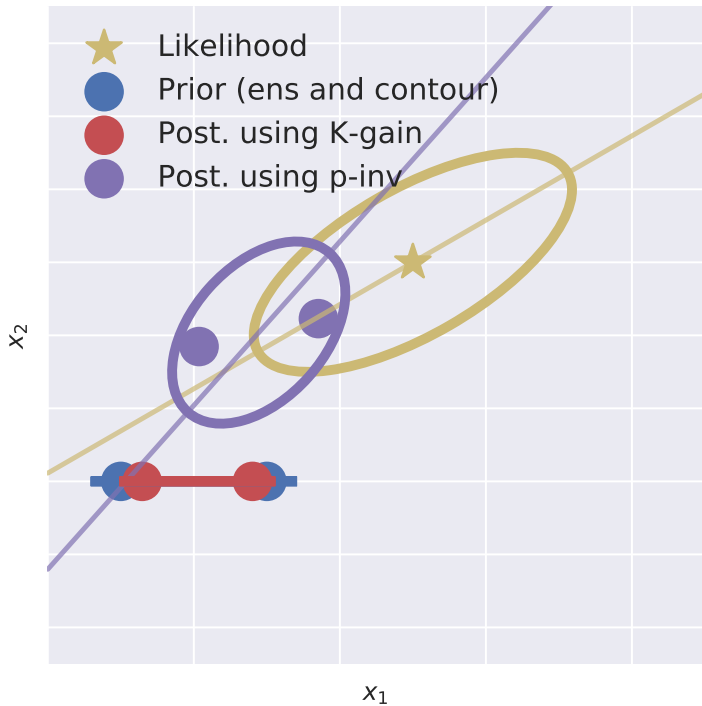 Likelihood
Prior (ens and contour)
Post. using K-gain
Post. using p-inv
x₂
x₁